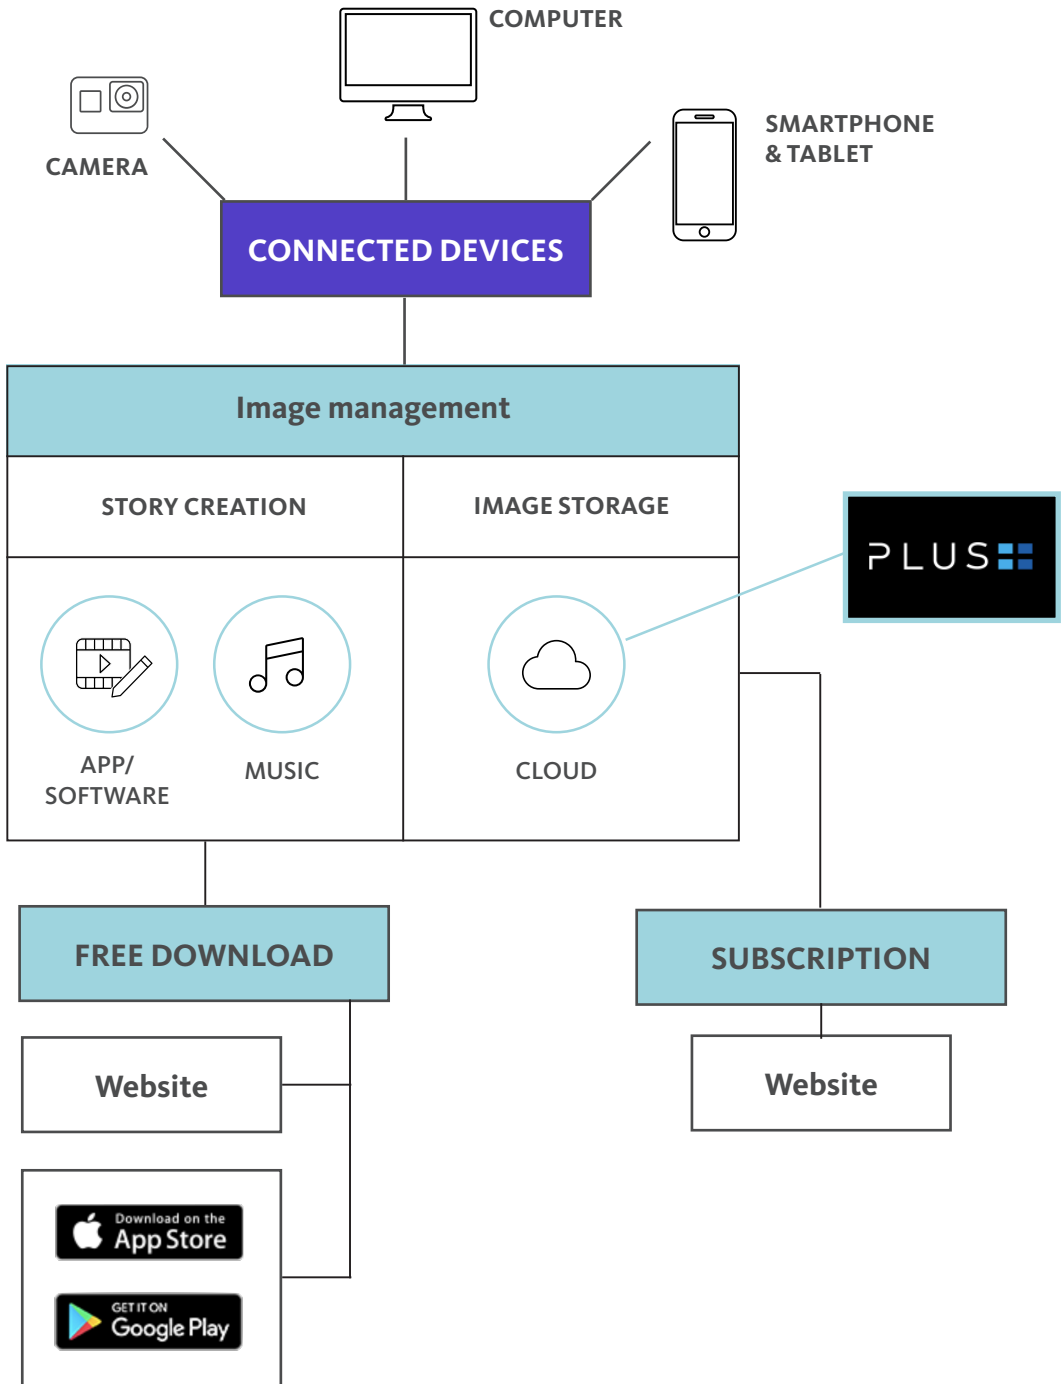 COMPUTER
CAMERA
SMARTPHONE
& TABLET
CONNECTED DEVICES
Image management
STORY CREATION
IMAGE STORAGE
PLUS
APP/
SOFTWARE
MUSIC
CLOUD
FREE DOWNLOAD
SUBSCRIPTION
Website
Website
Download on the
App Store
GET IT ON
Google Play